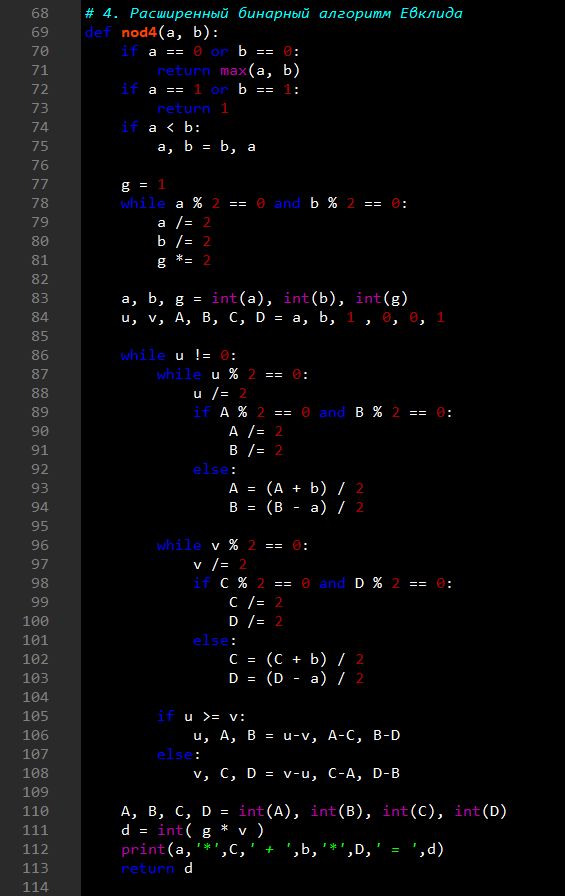 68 # 4. Расширенный бинарный алгоритм Евклида
69 def nod4(a, b):
70     if a == 0 or b == 0:
71         return max(a, b)
72     if a == 1 or b == 1:
73         return 1
74     if a < b:
75         a, b = b, a
76
77     g = 1
78     while a % 2 == 0 and b % 2 == 0:
79         a /= 2
80         b /= 2
81         g *= 2
82
83     a, b, g = int(a), int(b), int(g)
84     u, v, A, B, C, D = a, b, 1 , 0, 0, 1
85
86     while u != 0:
87         while u % 2 == 0:
88             u /= 2
89             if A % 2 == 0 and B % 2 == 0:
90                 A /= 2
91                 B /= 2
92             else:
93                 A = (A + b) / 2
94                 B = (B - a) / 2
95
96         while v % 2 == 0:
97             v /= 2
98             if C % 2 == 0 and D % 2 == 0:
99                 C /= 2
100                 D /= 2
101             else:
102                 C = (C + b) / 2
103                 D = (D - a) / 2
104
105         if u >= v:
106             u, A, B = u-v, A-C, B-D
107         else:
108             v, C, D = v-u, C-A, D-B
109
110     A, B, C, D = int(A), int(B), int(C), int(D)
111     d = int( g * v )
112     print(a,'*',C,' + ',b,'*',D,' = ',d)
113     return d
114